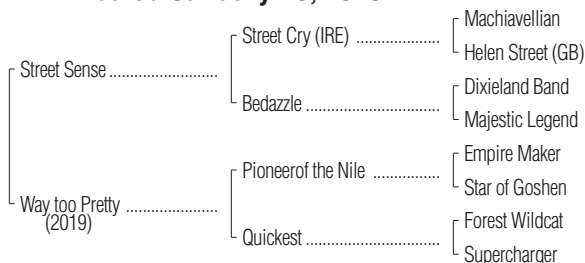 Machiavellian
Street Cry (IRE)
Helen Street (GB)
Street Sense
Dixieland Band
Bedazzle
Majestic Legend
Empire Maker
Pioneerof the Nile
Star of Goshen
Way too Pretty
(2019)
Forest Wildcat
Quickest
Supercharger